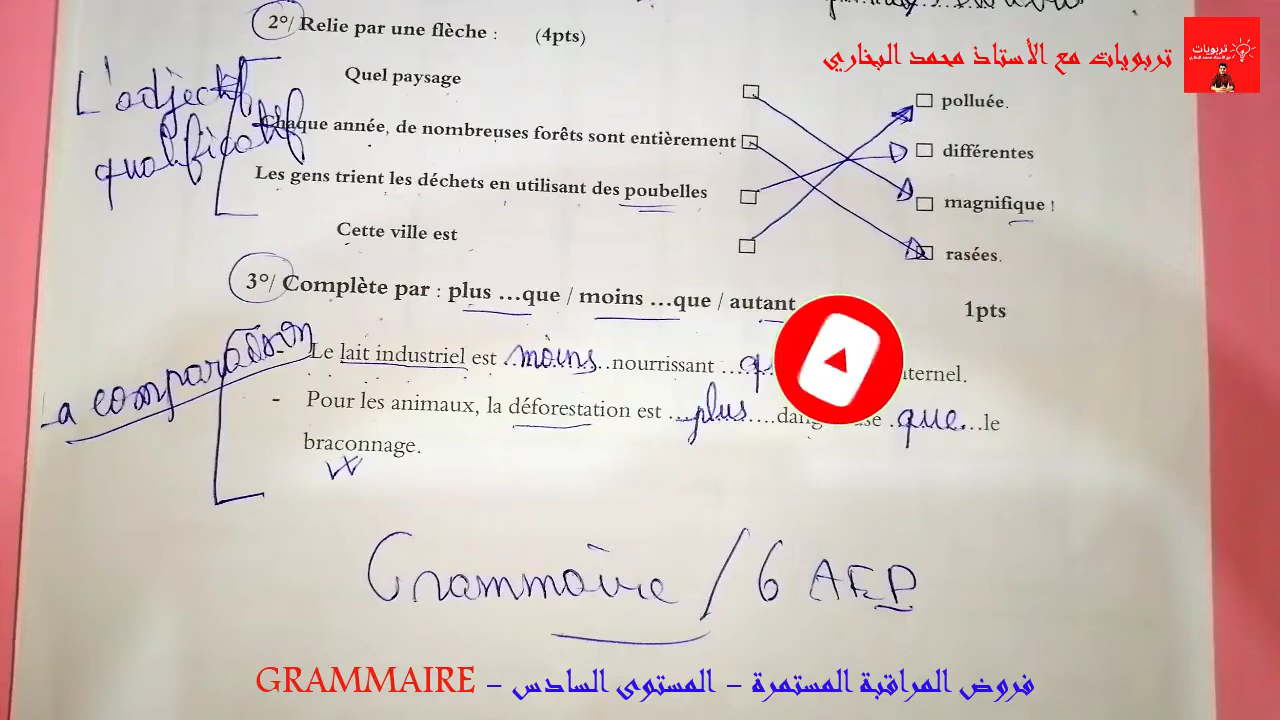 2°/ Relie par une flèche : (4pts)
تربويات مع الأستاذ محمد البخاري
تربويات
L'adjectif qualificatif
Quel paysage
polluée.
Chaque année, de nombreuses forêts sont entièrement
différentes
Les gens trient les déchets en utilisant des poubelles
magnifique !
Cette ville est
rasées.
3°/ Complète par : plus …que / moins …que / autant
1pts
La comparaison
- Le lait industriel est …moins…nourrissant ….
- Pour les animaux, la déforestation est …plus…. que…le
braconnage.
Grammaire / 6 AEP
GRAMMAIRE – فروض المراقبة المستمرة – المستوى السادس